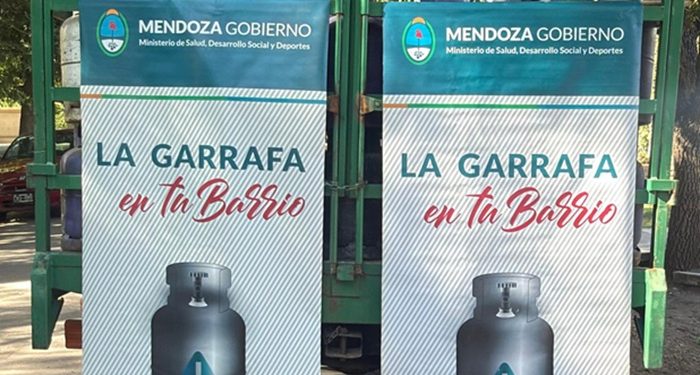 MENDOZA GOBIERNO
Ministerio de Salud, Desarrollo Social y Deportes
LA GARRAFA
en tu Barrio
MENDOZA GOBIERNO
Ministerio de Salud, Desarrollo Social y Deportes
LA GARRAFA
en tu Barrio